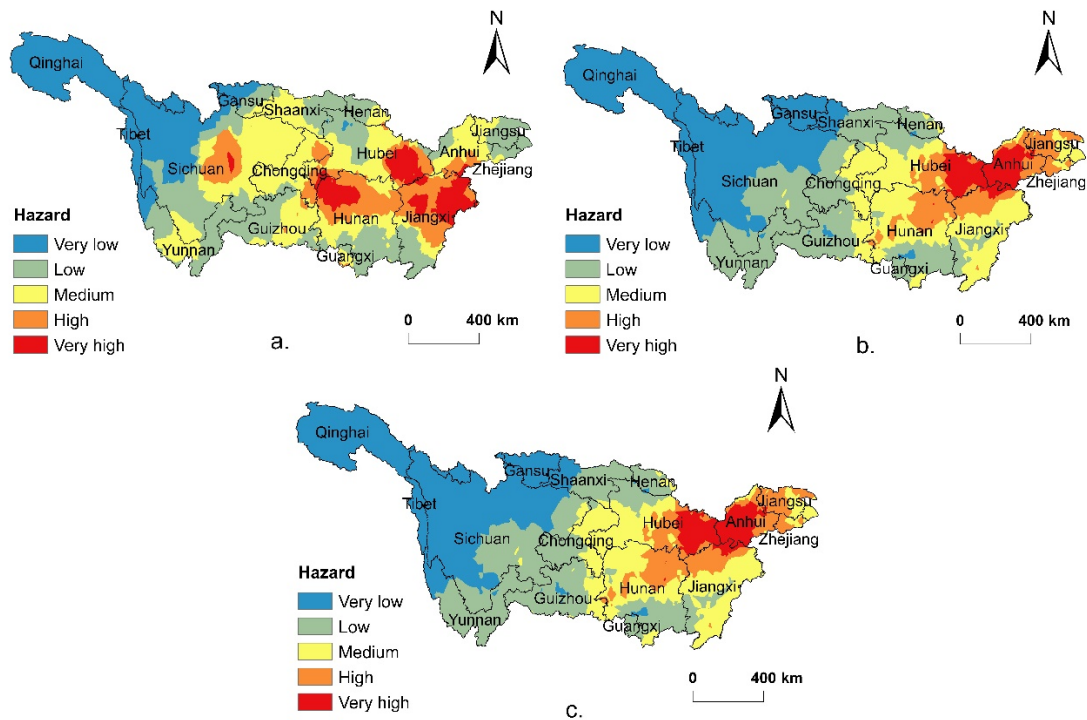 N
Qinghai
Gansu
Shaanxi
Henan
Tibet
Jiangsu
Anhui
Hubei
Sichuan
Chongqing
Zhejiang
Hunan
Jiangxi
Guizhou
Yunnan
Guangxi
Hazard
Very low
Low
Medium
High
Very high
0 400 km
a.
N
Qinghai
Gansu
Shaanxi
Henan
Tibet
Jiangsu
Hubei
Anhui
Sichuan
Chongqing
Zhejiang
Hunan
Jiangxi
Guizhou
Yunnan
Guangxi
Hazard
Very low
Low
Medium
High
Very high
0 400 km
b.
N
Qinghai
Gansu
Shaanxi
Henan
Tibet
Jiangsu
Hubei
Anhui
Sichuan
Chongqing
Zhejiang
Hunan
Jiangxi
Guizhou
Yunnan
Guangxi
Hazard
Very low
Low
Medium
High
Very high
0 400 km
c.